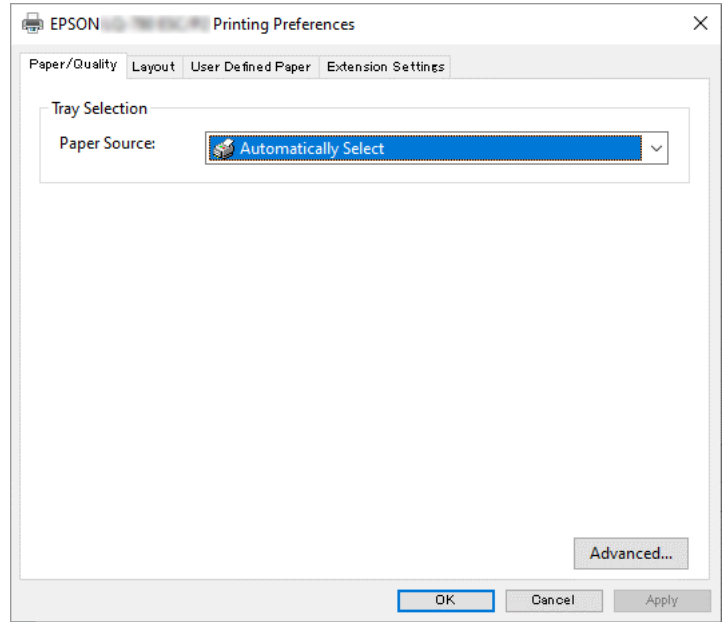 EPSON Printing Preferences
Paper/Quality Layout User Defined Paper Extension Settings
Tray Selection
Paper Source: Automatically Select
Advanced...
OK Cancel Apply